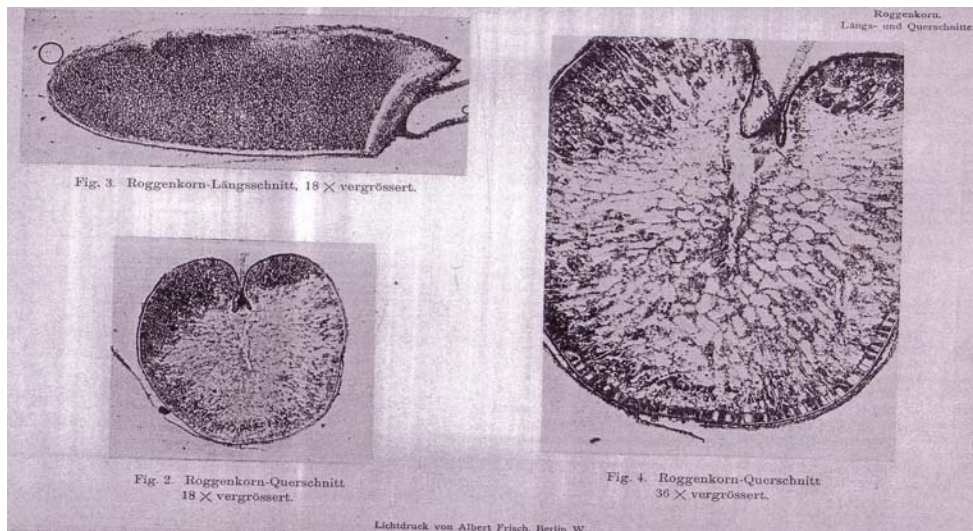 Roggenkorn.
Längs- und Querschnitte
Fig. 3. Roggenkorn-Längsschnitt, 18 × vergrössert.
Fig. 2. Roggenkorn-Querschnitt
18 × vergrössert.
Fig. 4. Roggenkorn-Querschnitt
36 × vergrössert.
Lichtdruck von Albert Frisch, Berlin W.